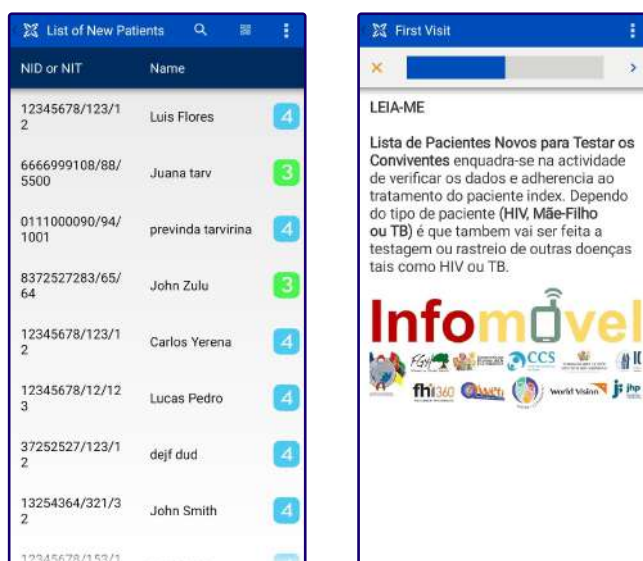 List of New Patients
NID or NIT Name
12345678/123/1
2
Luis Flores
4
6666999108/88/
5500
Juana tarv
3
0111000090/94/
1001
previnda tarvirina
4
8372527283/65/
64
John Zulu
3
12345678/123/1
2
Carlos Yerena
4
12345678/12/12
3
Lucas Pedro
4
37252527/123/1
2
dejf dud
4
13254364/321/3
2
John Smith
4
12345678/153/1
First Visit
LEIA-ME
Lista de Pacientes Novos para Testar os
Conviventes enquadra-se na actividade
de verificar os dados e adherencia ao
tratamento do paciente index. Dependo
do tipo de paciente (HIV, Mãe-Filho
ou TB) é que tambem vai ser feita a
testagem ou rastreio de outras doenças
tais como HIV ou TB.
Infomóvel
FGH
CCS
fhi360
World Vision
jhp